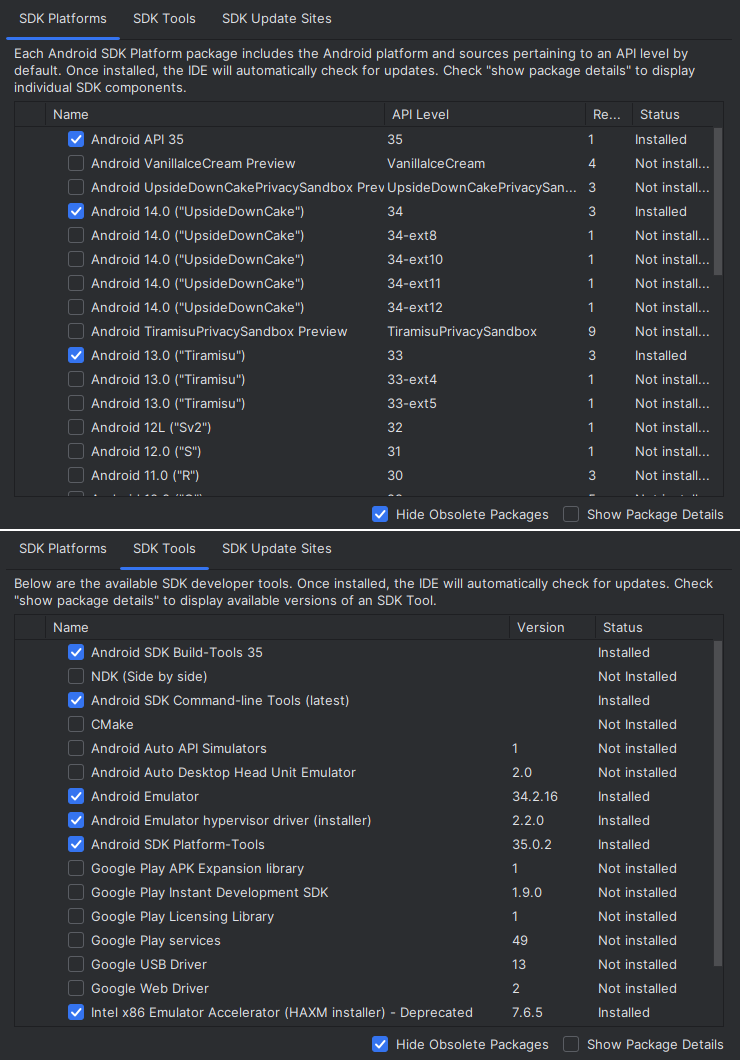 SDK Platforms SDK Tools SDK Update Sites
Each Android SDK Platform package includes the Android platform and sources pertaining to an API level by
default. Once installed, the IDE will automatically check for updates. Check "show package details" to display
individual SDK components.
Name API Level Re... Status
Android API 35 35 1 Installed
Android VanillaIceCream Preview VanillaIceCream 4 Not install...
Android UpsideDownCakePrivacySandbox Prev UpsideDownCakePrivacySan... 3 Not install...
Android 14.0 ("UpsideDownCake") 34 3 Installed
Android 14.0 ("UpsideDownCake") 34-ext8 1 Not install...
Android 14.0 ("UpsideDownCake") 34-ext10 1 Not install...
Android 14.0 ("UpsideDownCake") 34-ext11 1 Not install...
Android 14.0 ("UpsideDownCake") 34-ext12 1 Not install...
Android TiramisuPrivacySandbox Preview TiramisuPrivacySandbox 9 Not install...
Android 13.0 ("Tiramisu") 33 3 Installed
Android 13.0 ("Tiramisu") 33-ext4 1 Not install...
Android 13.0 ("Tiramisu") 33-ext5 1 Not install...
Android 12L ("Sv2") 32 1 Not install...
Android 12.0 ("S") 31 1 Not install...
Android 11.0 ("R") 30 3 Not install...
Hide Obsolete Packages Show Package Details
SDK Platforms SDK Tools SDK Update Sites
Below are the available SDK developer tools. Once installed, the IDE will automatically check for updates. Check
"show package details" to display available versions of an SDK Tool.
Name Version Status
Android SDK Build-Tools 35 Installed
NDK (Side by side) Not Installed
Android SDK Command-line Tools (latest) Installed
CMake Not Installed
Android Auto API Simulators 1 Not installed
Android Auto Desktop Head Unit Emulator 2.0 Not installed
Android Emulator 34.2.16 Installed
Android Emulator hypervisor driver (installer) 2.2.0 Installed
Android SDK Platform-Tools 35.0.2 Installed
Google Play APK Expansion library 1 Not installed
Google Play Instant Development SDK 1.9.0 Not installed
Google Play Licensing Library 1 Not installed
Google Play services 49 Not installed
Google USB Driver 13 Not installed
Google Web Driver 2 Not installed
Intel x86 Emulator Accelerator (HAXM installer) - Deprecated 7.6.5 Installed
Hide Obsolete Packages Show Package Details